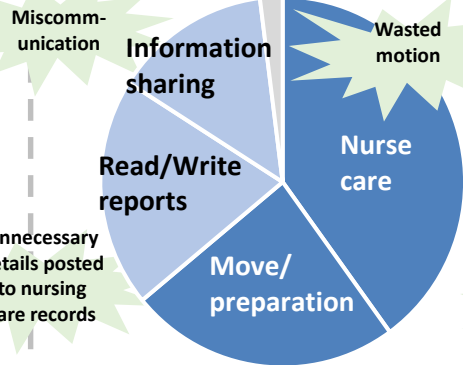 Miscomm-
unication
Information
sharing
Wasted
motion
Nurse
care
Read/Write
reports
Move/
preparation
nnecessary
etails posted
to nursing
are records